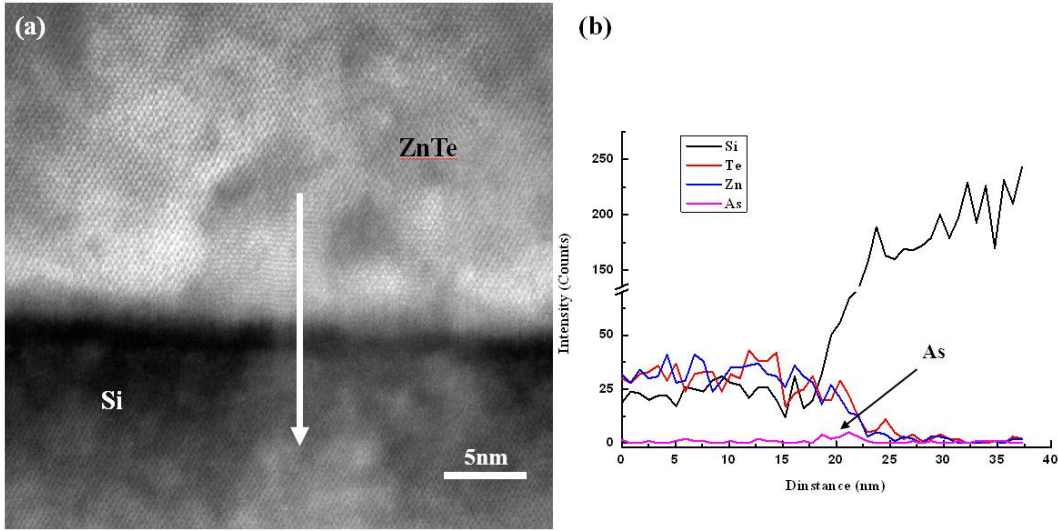 (a)
ZnTe
Si
5nm
(b)
Si
Te
Zn
As
250
200
150
50
25
0
Intensity (Counts)
As
0 5 10 15 20 25 30 35 40
Dinstance (nm)